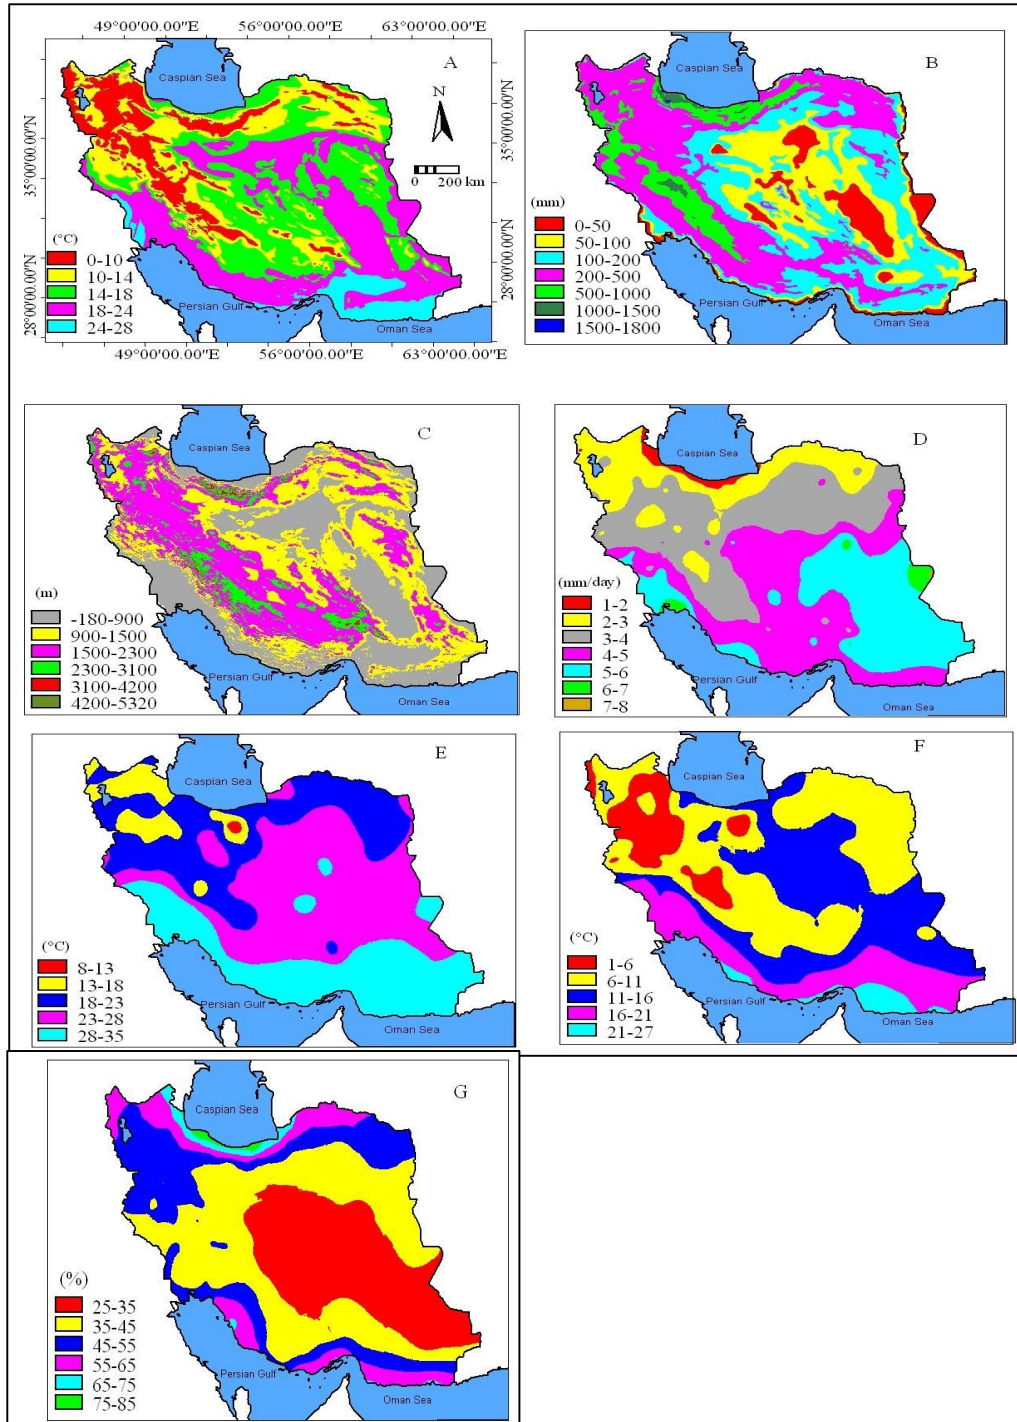 49°00'00.00"E 56°00'00.00"E 63°00'00.00"E
A
Caspian Sea
N
0 200 km
35°00'00.00"N
28°00'00.00"N
35°00'00.00"N
28°00'00.00"N
(°C)
0-10
10-14
14-18
18-24
24-28
Persian Gulf
Oman Sea
49°00'00.00"E 56°00'00.00"E 63°00'00.00"E
B
Caspian Sea
(mm)
0-50
50-100
100-200
200-500
500-1000
1000-1500
1500-1800
Persian Gulf
Oman Sea
C
Caspian Sea
(m)
-180-900
900-1500
1500-2300
2300-3100
3100-4200
4200-5320
Persian Gulf
Oman Sea
D
Caspian Sea
(mm/day)
1-2
2-3
3-4
4-5
5-6
6-7
7-8
Persian Gulf
Oman Sea
E
Caspian Sea
(°C)
8-13
13-18
18-23
23-28
28-35
Persian Gulf
Oman Sea
F
Caspian Sea
(°C)
1-6
6-11
11-16
16-21
21-27
Persian Gulf
Oman Sea
G
Caspian Sea
(%)
25-35
35-45
45-55
55-65
65-75
75-85
Persian Gulf
Oman Sea